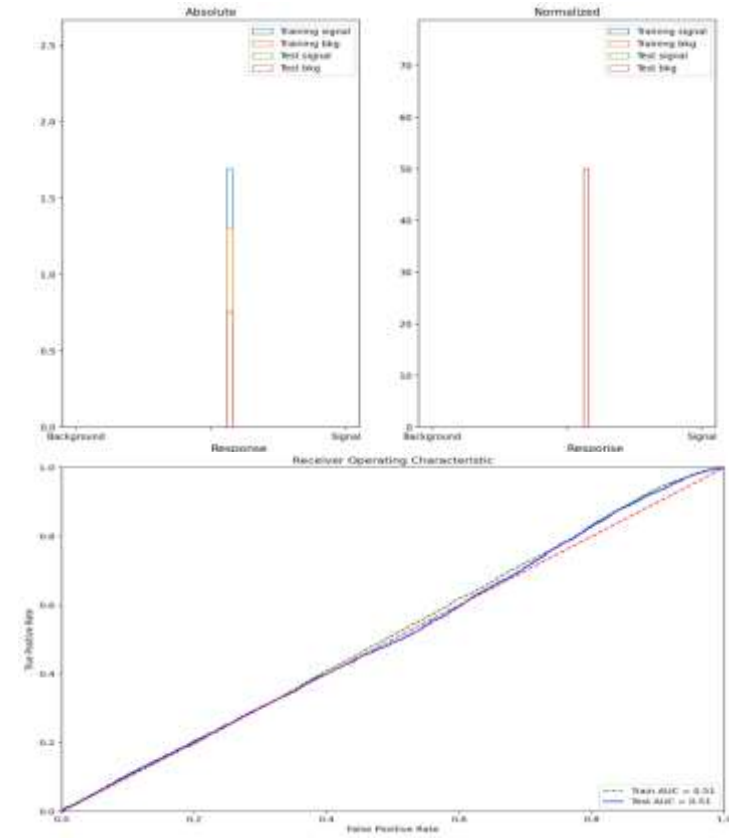 Absolute
2.5
2.0
1.5
1.0
0.5
0.0
Training signal
Training bkg
Test signal
Test bkg
Background
Signal
Response
Normalized
70
60
50
40
30
20
10
0
Training signal
Training bkg
Test signal
Test bkg
Background
Signal
Response
Receiver Operating Characteristic
1.0
0.8
0.6
0.4
0.2
0.0
True Positive Rate
Train AUC = 0.51
Test AUC = 0.51
0.0 0.2 0.4 0.6 0.8 1.0
False Positive Rate